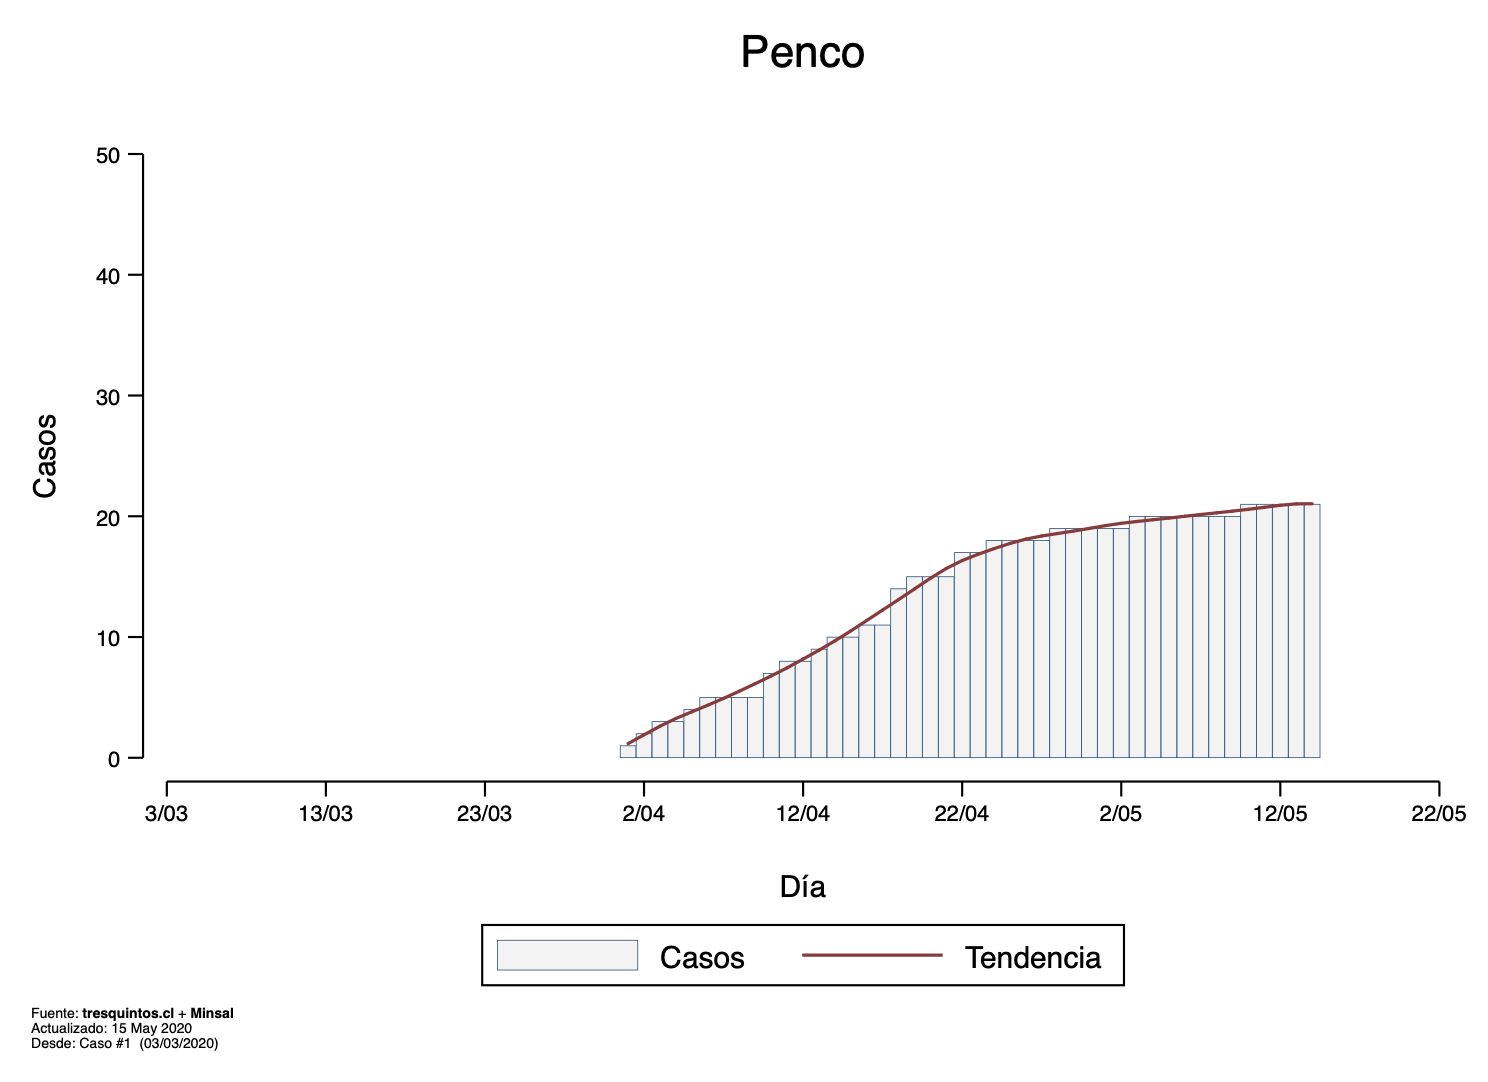 Penco
50
40
30
20
10
0
Casos
3/03 13/03 23/03 2/04 12/04 22/04 2/05 12/05 22/05
Día
Casos Tendencia
Fuente: tresquintos.cl + Minsal
Actualizado: 15 May 2020
Desde: Caso #1 (03/03/2020)